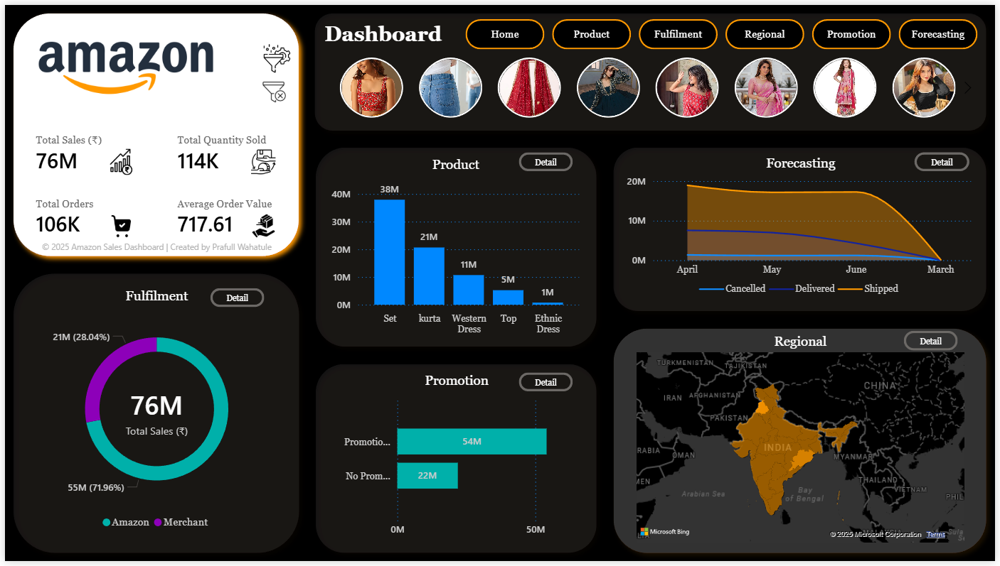 amazon
Total Sales (₹)
76M
Total Quantity Sold
114K
Total Orders
106K
Average Order Value
717.61
© 2025 Amazon Sales Dashboard | Created by Prafull Wahatule
Dashboard
Home
Product
Fulfilment
Regional
Promotion
Forecasting
Fulfilment
Detail
21M (28.04%)
76M
Total Sales (₹)
55M (71.96%)
Amazon
Merchant
Product
Detail
40M
30M
20M
10M
0M
38M
21M
11M
5M
1M
Set
kurta
Western
Dress
Top
Ethnic
Dress
Promotion
Detail
Promotio...
54M
No Prom...
22M
0M
50M
Forecasting
Detail
20M
10M
0M
April
May
June
March
Cancelled
Delivered
Shipped
Regional
Detail
TURKMENISTAN
TAJIKISTAN
CHINA
IRAN
AFGHANISTAN
PAKISTAN
RABIA
OMAN
INDIA
MYANMAR
MEN
THAILAND
VIETNAM
Arabian Sea
Bay
of Bengal
PHIL
Microsoft Bing
© 2025 Microsoft Corporation
Terms